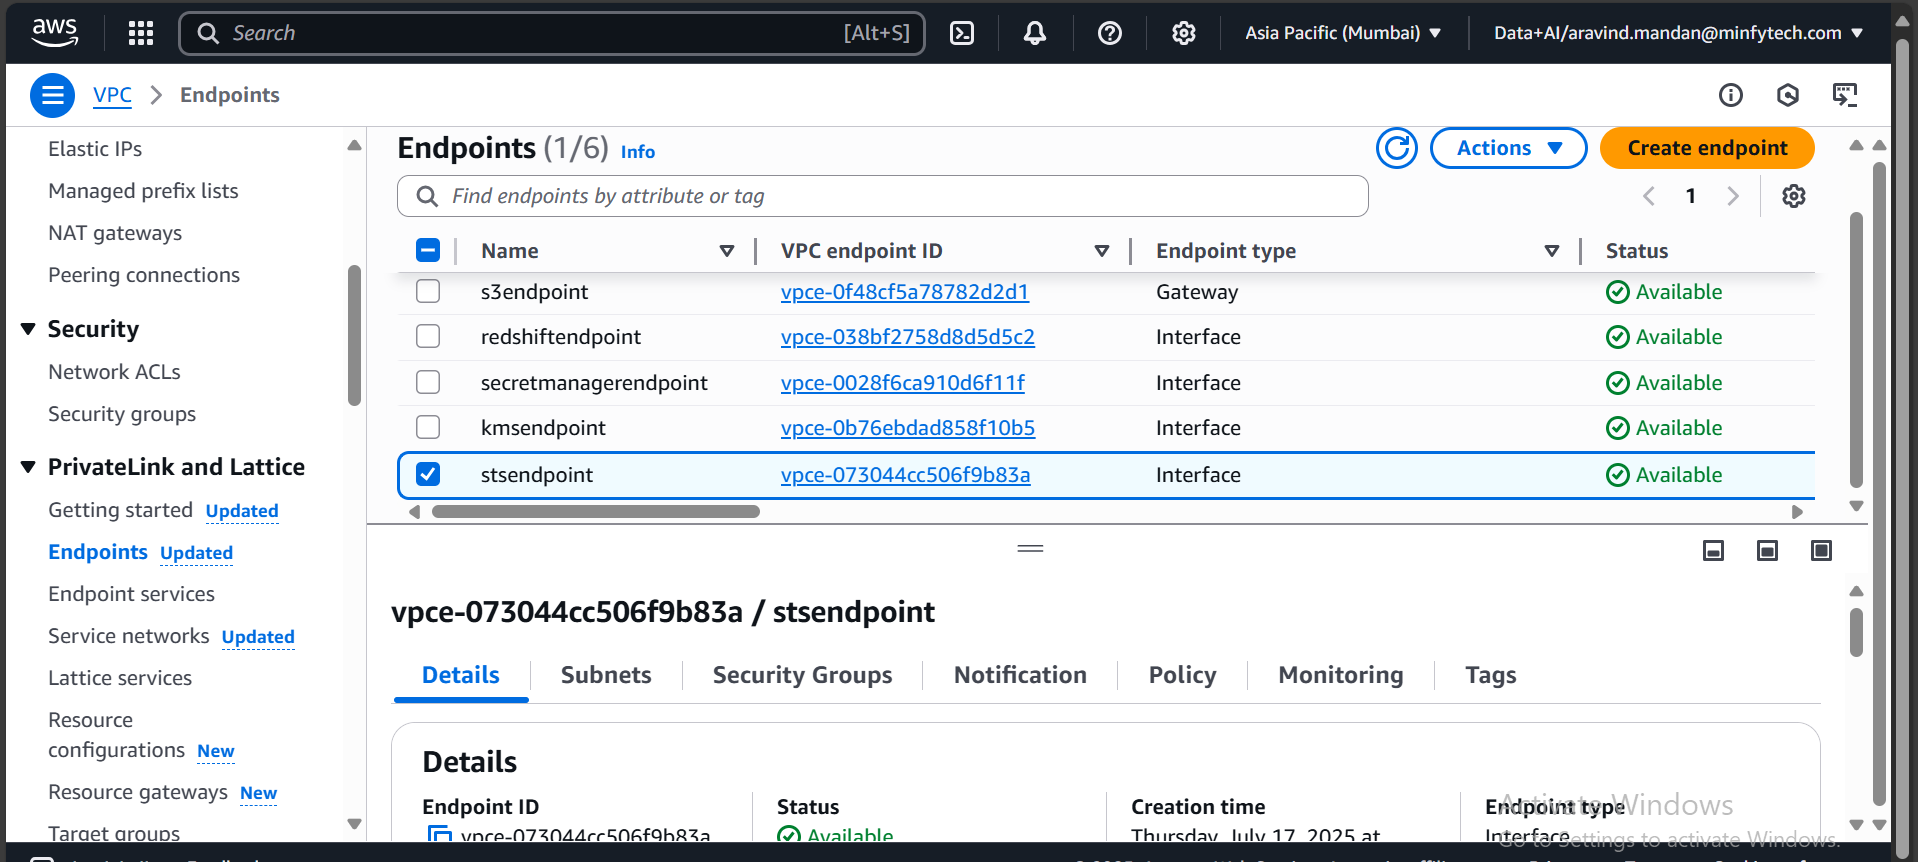 aws Search [Alt+S] Asia Pacific (Mumbai) Data+AI/aravind.mandan@minfytech.com
VPC Endpoints
Elastic IPs
Managed prefix lists
NAT gateways
Peering connections
Security
Network ACLs
Security groups
PrivateLink and Lattice
Getting started Updated
Endpoints Updated
Endpoint services
Service networks Updated
Lattice services
Resource
configurations New
Resource gateways New
Target groups
Endpoints (1/6) Info Actions Create endpoint
Find endpoints by attribute or tag 1
Name VPC endpoint ID Endpoint type Status
s3endpoint vpce-0f48cf5a78782d2d1 Gateway Available
redshiftendpoint vpce-038bf2758d8d5d5c2 Interface Available
secretmanagerendpoint vpce-0028f6ca910d6f11f Interface Available
kmsendpoint vpce-0b76ebdad858f10b5 Interface Available
stsendpoint vpce-073044cc506f9b83a Interface Available
vpce-073044cc506f9b83a / stsendpoint
Details Subnets Security Groups Notification Policy Monitoring Tags
Details
Endpoint ID Status Creation time Endpoint type
vpce-073044cc506f9b83a Available Thursday, July 17, 2025 at Interface
Activate Windows
Go to Settings to activate Windows.